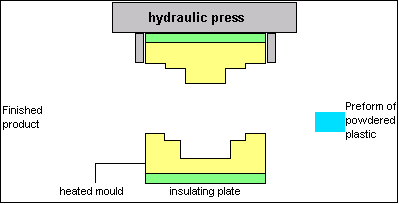 hydraulic press
Finished
product
Preform of
powdered
plastic
heated mould
insulating plate